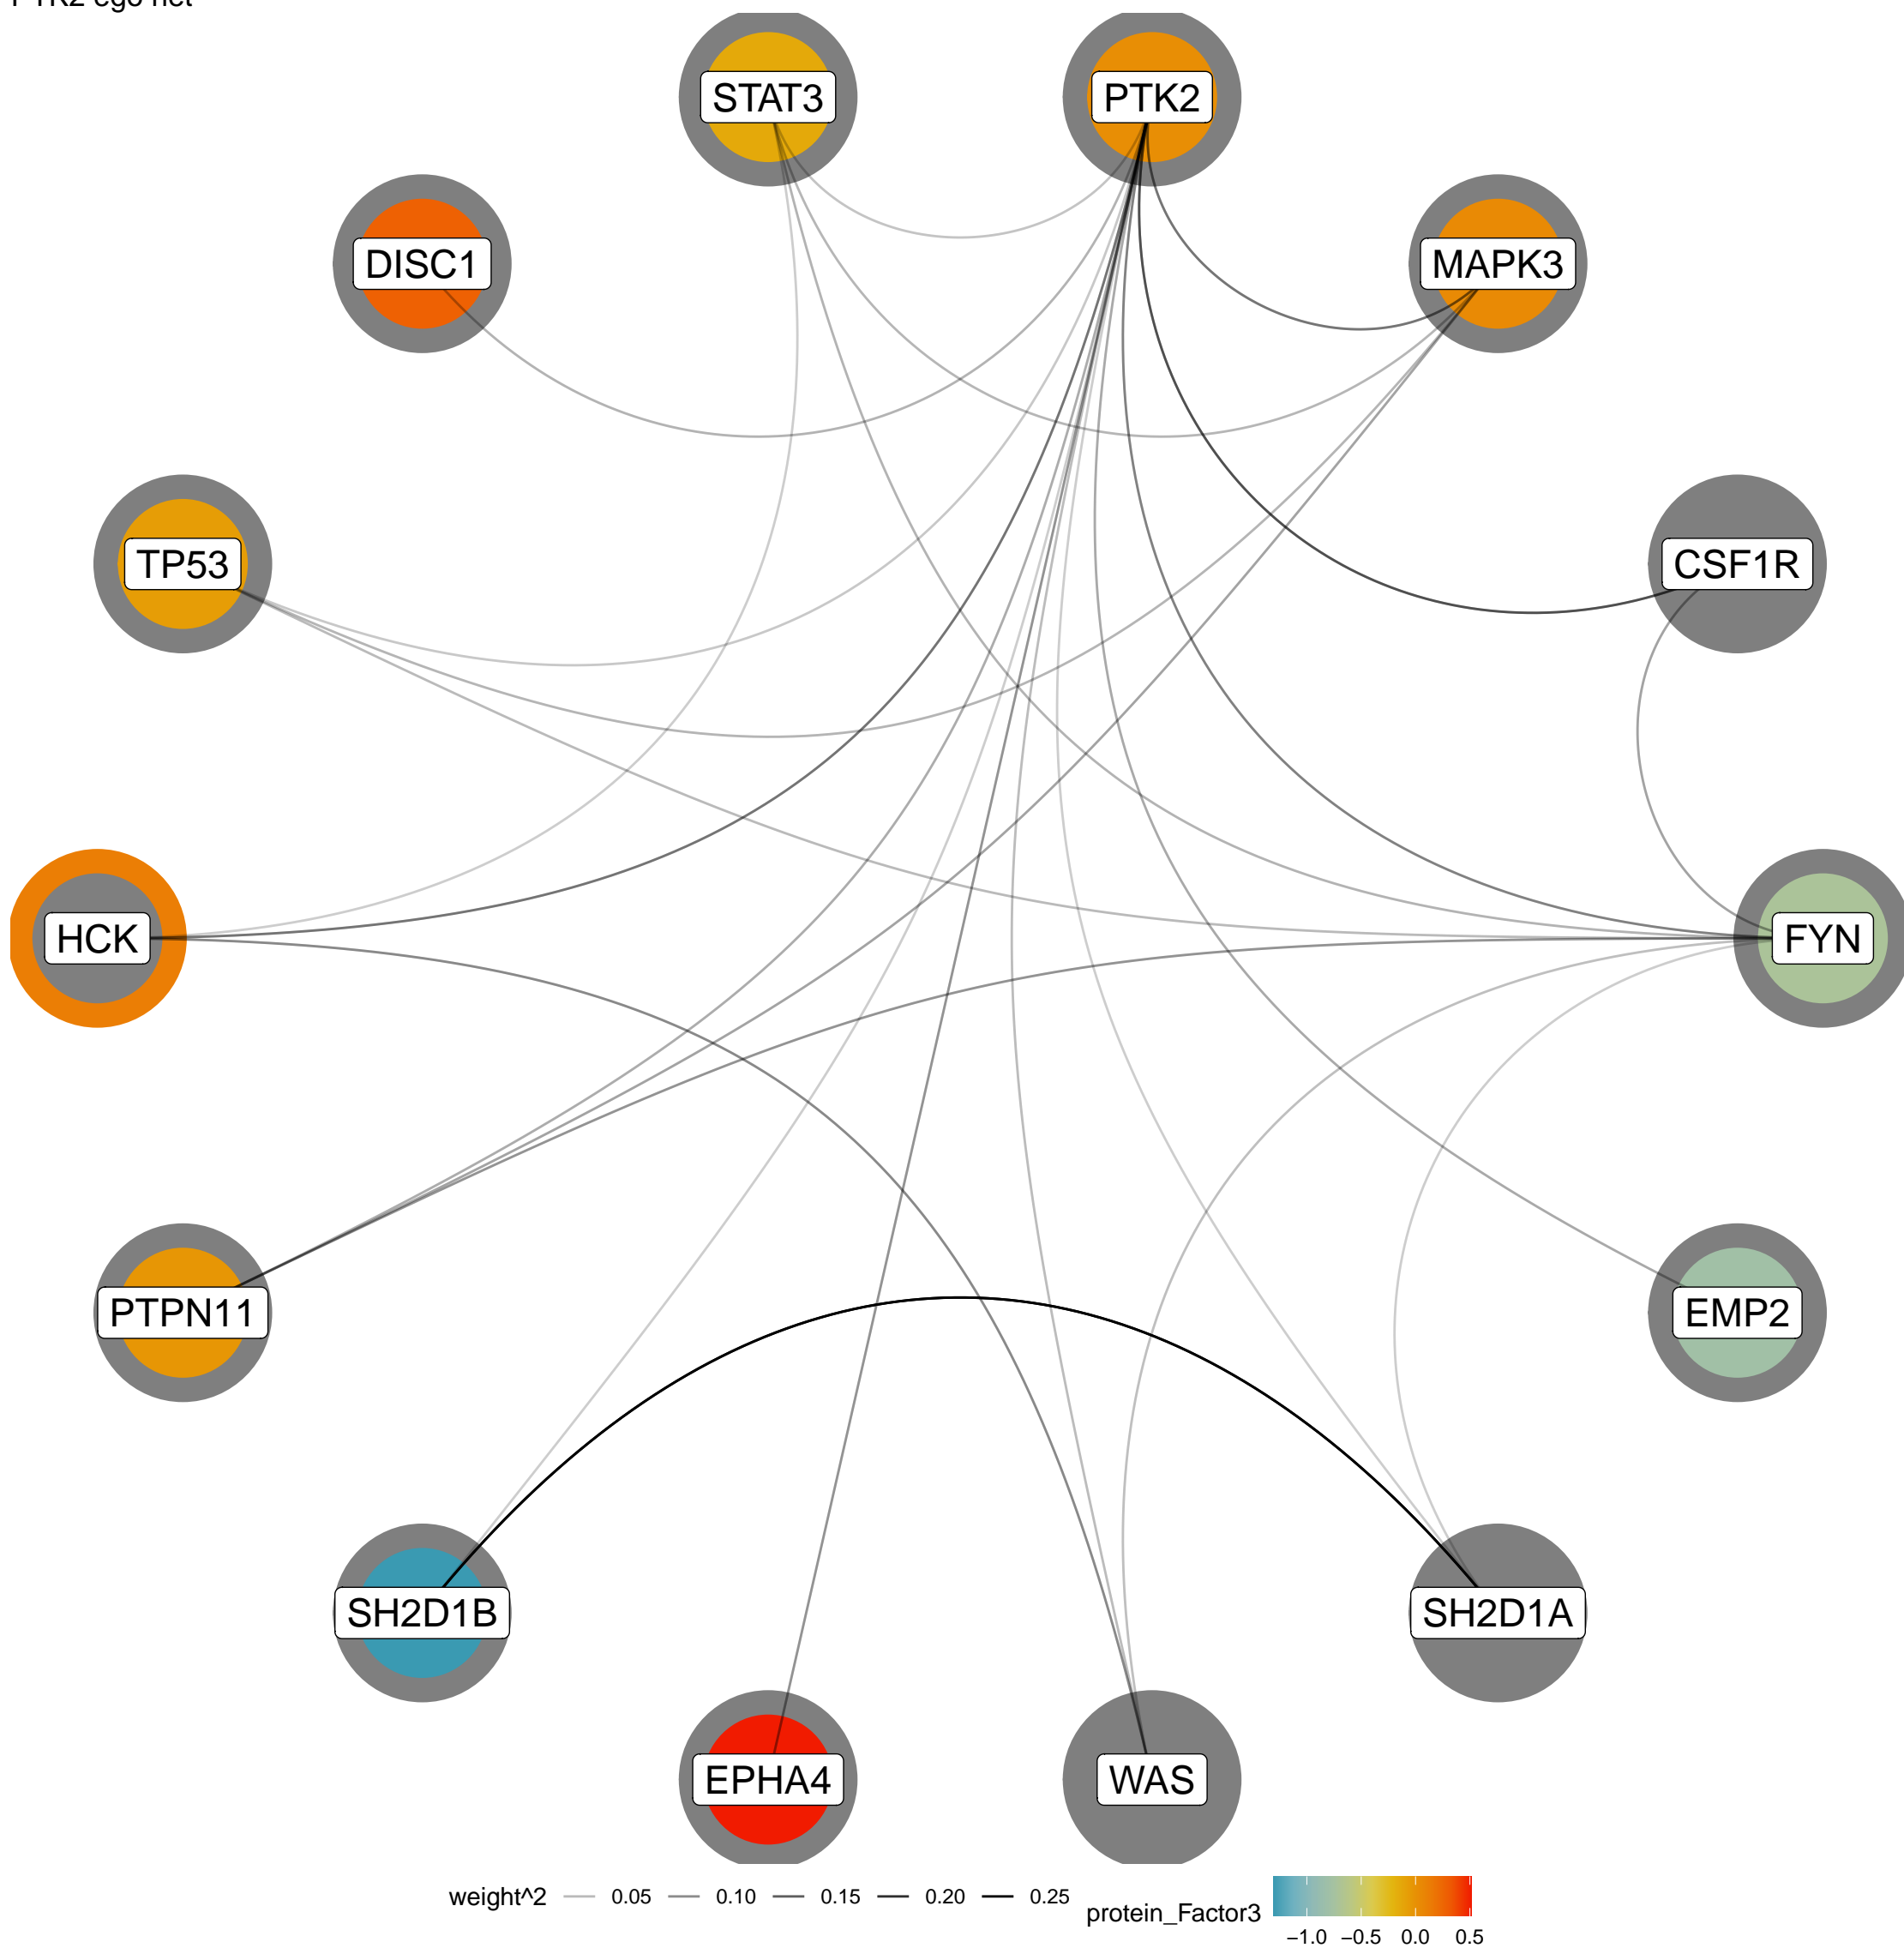 STAT3
PTK2
DISC1
MAPK3
TP53
CSF1R
HCK
FYN
PTPN11
EMP2
SH2D1B
SH2D1A
EPHA4
WAS
weight^2 0.05 0.10 0.15 0.20 0.25
protein_Factor3
−1.0 −0.5 0.0 0.5